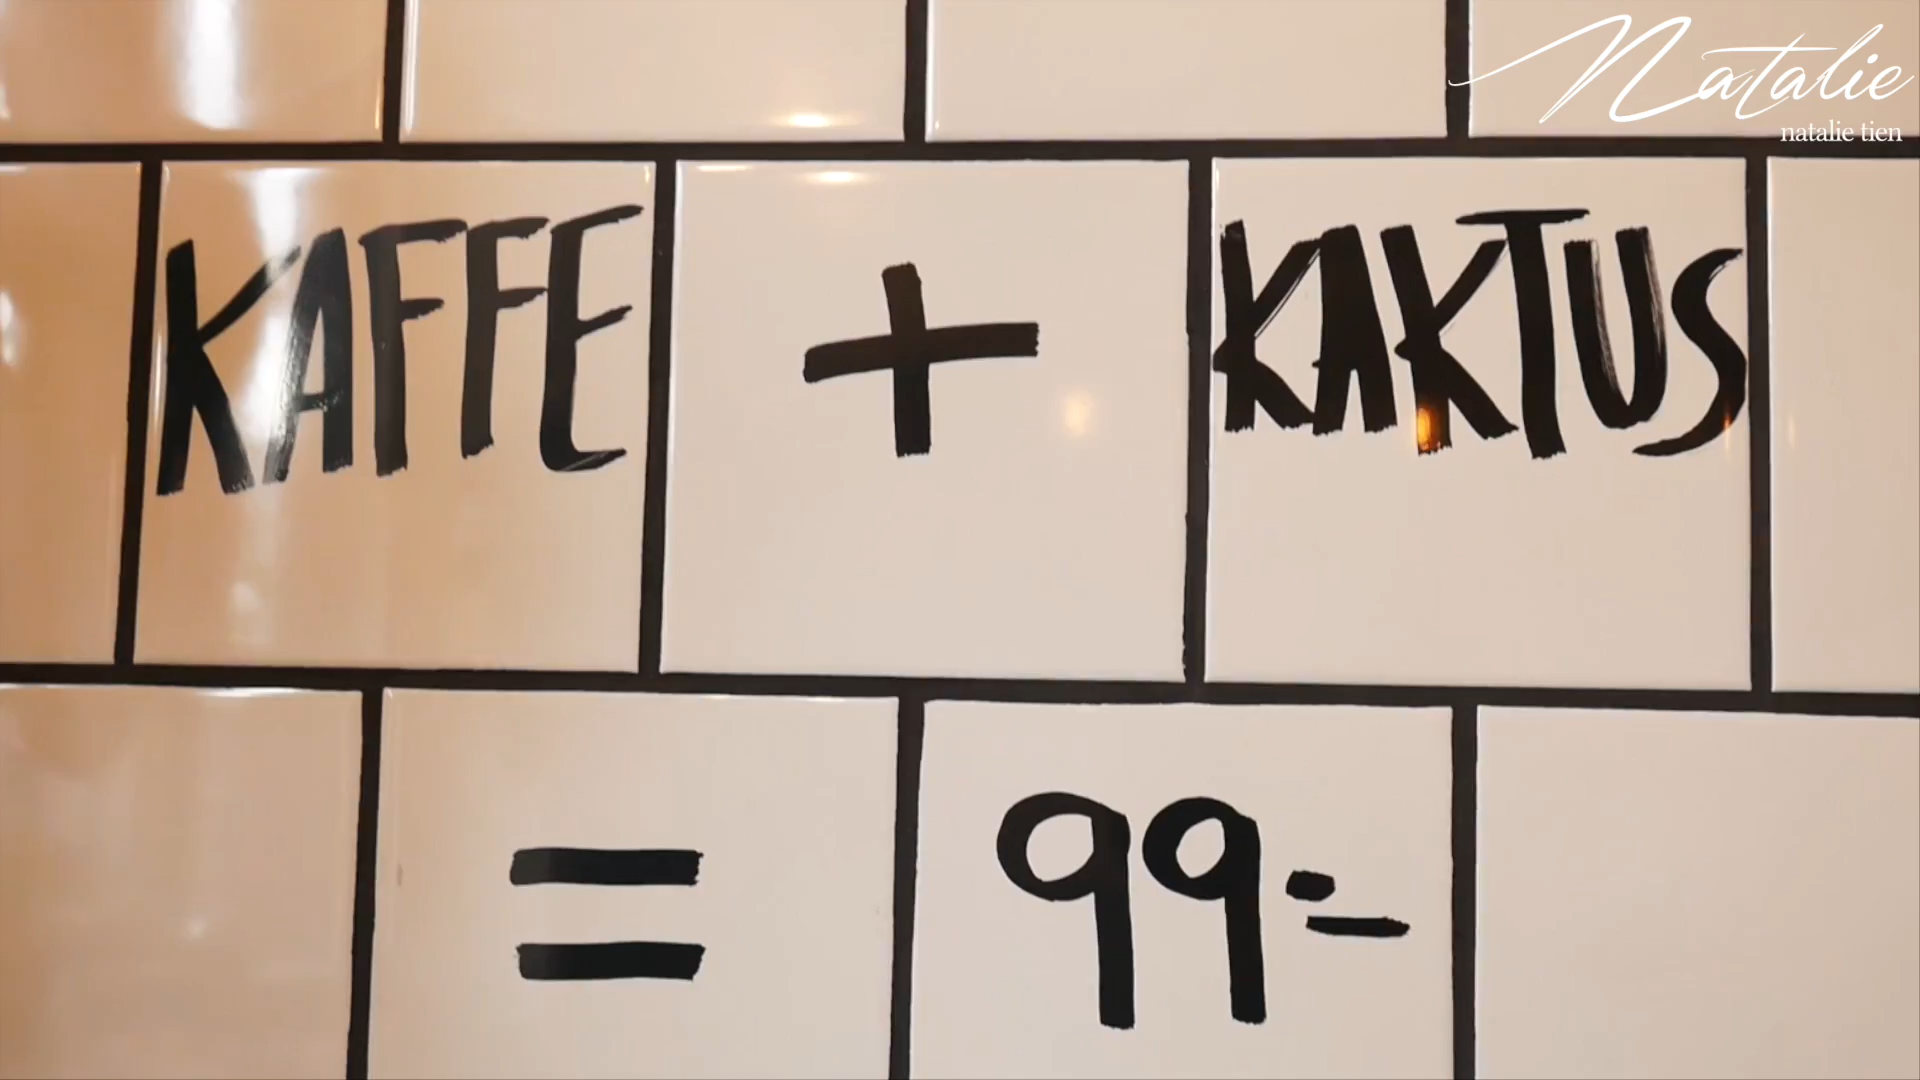 Natalie
natalie tien
KAFFE + KAKTUS
= 99:-